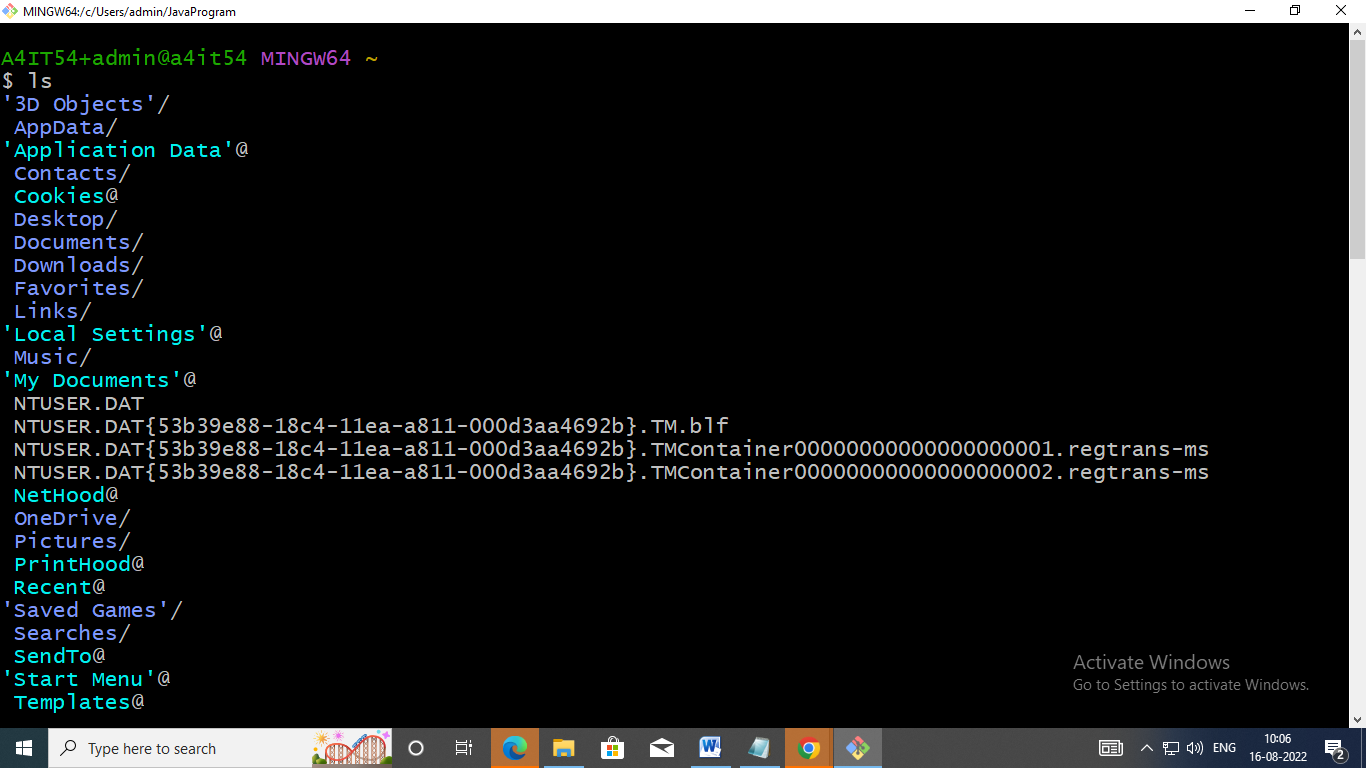 MINGW64:/c/Users/admin/JavaProgram
A4IT54+admin@a4it54 MINGW64 ~
$ ls
'3D Objects'/
AppData/
'Application Data'@
Contacts/
Cookies@
Desktop/
Documents/
Downloads/
Favorites/
Links/
'Local Settings'@
Music/
'My Documents'@
NTUSER.DAT
NTUSER.DAT{53b39e88-18c4-11ea-a811-000d3aa4692b}.TM.blf
NTUSER.DAT{53b39e88-18c4-11ea-a811-000d3aa4692b}.TMContainer00000000000000000001.regtrans-ms
NTUSER.DAT{53b39e88-18c4-11ea-a811-000d3aa4692b}.TMContainer00000000000000000002.regtrans-ms
NetHood@
OneDrive/
Pictures/
PrintHood@
Recent@
'Saved Games'/
Searches/
SendTo@
'Start Menu'@
Templates@
Activate Windows
Go to Settings to activate Windows.
Type here to search
ENG
10:06
16-08-2022
2